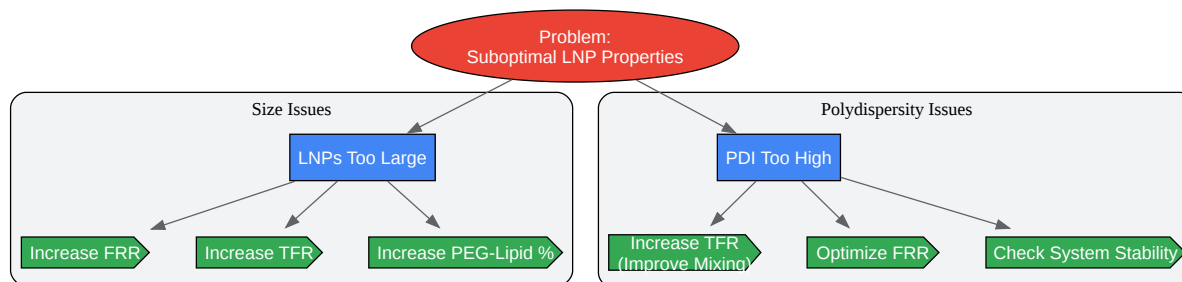 Problem:
Suboptimal LNP Properties
Size Issues
Polydispersity Issues
LNPs Too Large
PDI Too High
Increase FRR
Increase TFR
Increase PEG-Lipid %
Increase TFR
(Improve Mixing)
Optimize FRR
Check System Stability